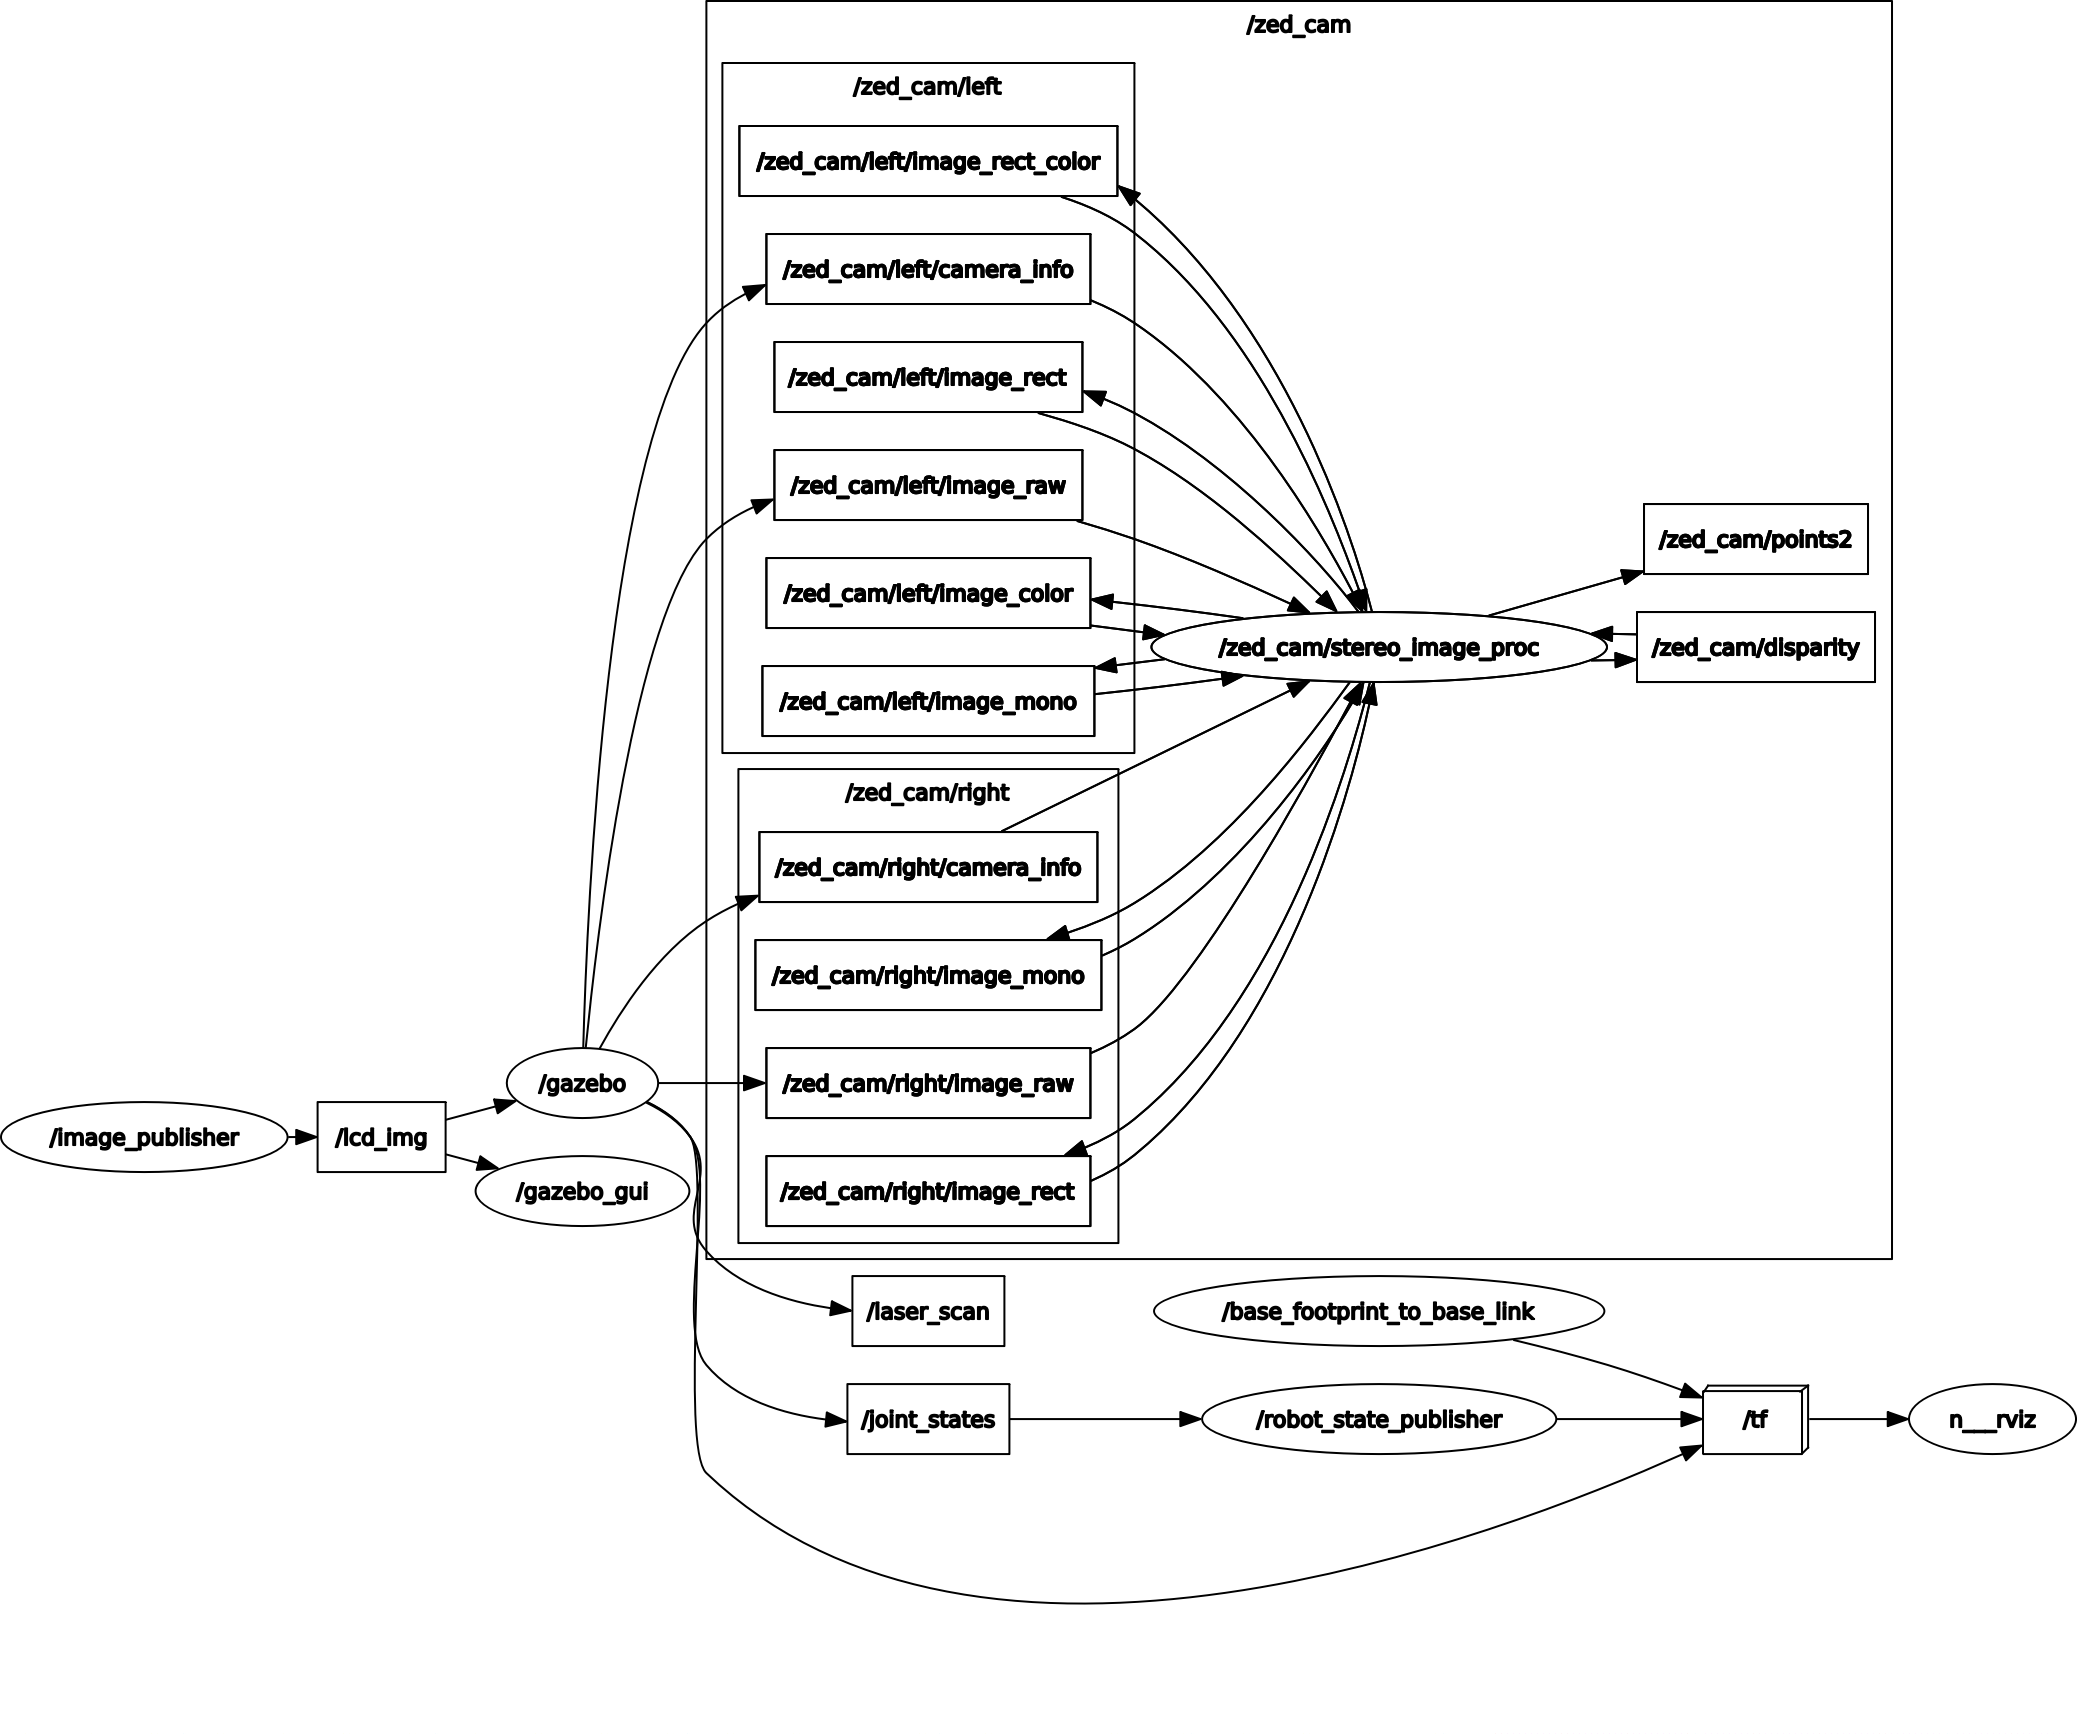 /zed_cam
/zed_cam/left
/zed_cam/left/image_rect_color
/zed_cam/left/camera_info
/zed_cam/left/image_rect
/zed_cam/left/image_raw
/zed_cam/points2
/zed_cam/left/image_color
/zed_cam/stereo_image_proc
/zed_cam/disparity
/zed_cam/left/image_mono
/zed_cam/right
/zed_cam/right/camera_info
/zed_cam/right/image_mono
/gazebo
/zed_cam/right/image_raw
/image_publisher
/lcd_img
/gazebo_gui
/zed_cam/right/image_rect
/laser_scan
/base_footprint_to_base_link
/joint_states
/robot_state_publisher
/tf
n___rviz